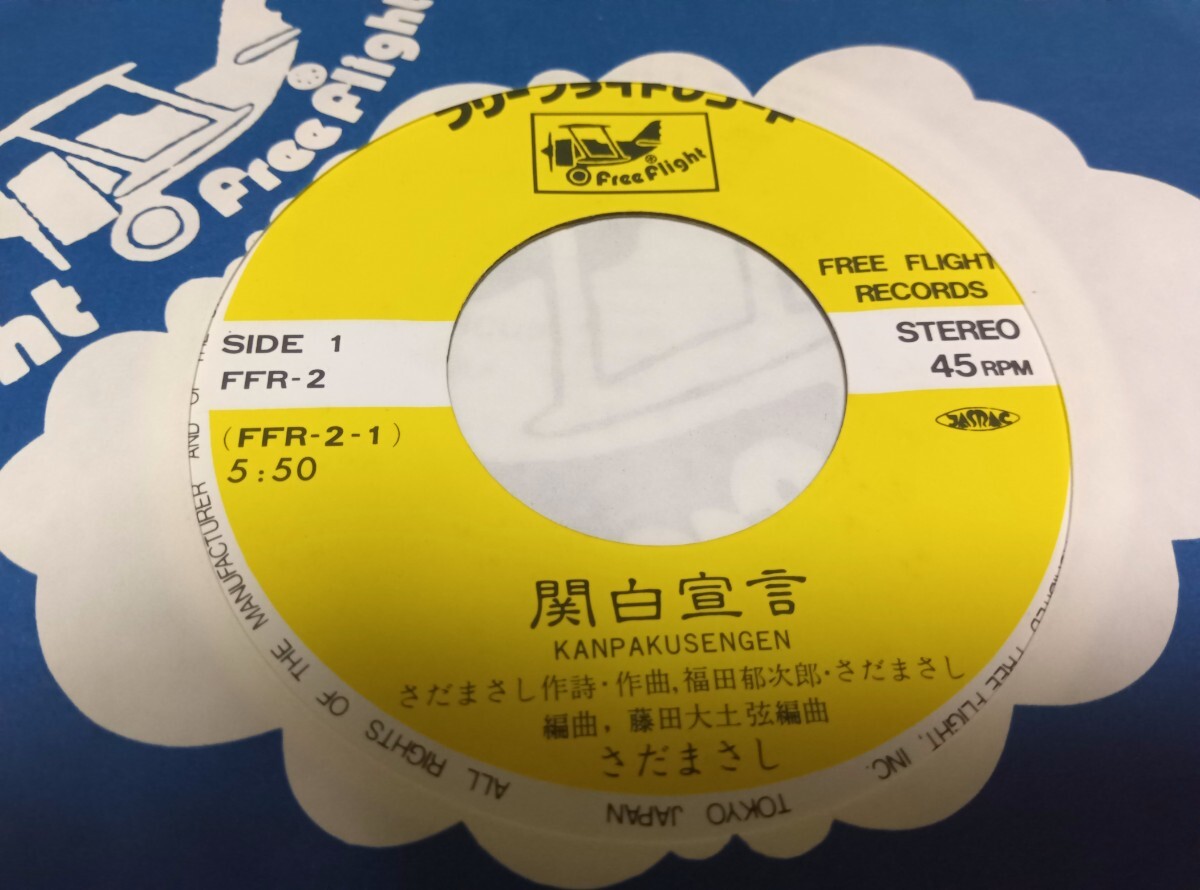 Free Flight
ht
フリーフライトレコード
Free Flight
FREE FLIGHT
RECORDS
SIDE 1
FFR-2
STEREO
45 RPM
JASRAC
(FFR-2-1)
5:50
関白宣言
KANPAKUSENGEN
さだまさし作詩・作曲,福田郁次郎・さだまさし
編曲,藤田大土弦編曲
さだまさし
ALL RIGHTS OF THE MANUFACTURER AND OF THE
FREE FLIGHT, INC.
TOKYO JAPAN